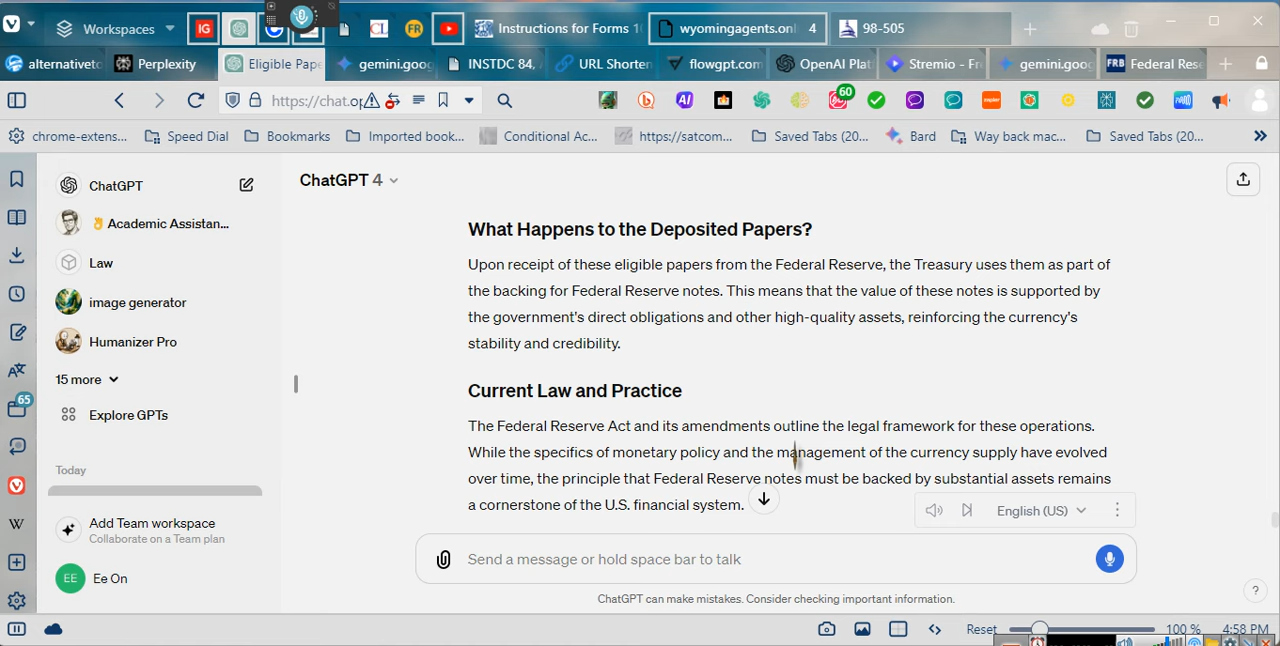 Workspaces
IG
CL
FR
Instructions for Forms 1
wyomingagents.onl 4
98-505
alternativeto
Perplexity
Eligible Pape
gemini.goog
INSTDC 84,
URL Shorten
flowgpt.com
OpenAI Plat
Stremio - Fr
gemini.goog
FRB
Federal Rese
https://chat.op
AI
60
chrome-extens...
Speed Dial
Bookmarks
Imported book...
Conditional Ac...
https://satcom...
Saved Tabs (20...
Bard
Way back mac...
Saved Tabs (20...
ChatGPT
ChatGPT 4
Academic Assistan...
Law
image generator
Humanizer Pro
15 more
Explore GPTs
Today
Add Team workspace
Collaborate on a Team plan
EE
Ee On
65
W
What Happens to the Deposited Papers?
Upon receipt of these eligible papers from the Federal Reserve, the Treasury uses them as part of
the backing for Federal Reserve notes. This means that the value of these notes is supported by
the government's direct obligations and other high-quality assets, reinforcing the currency's
stability and credibility.
Current Law and Practice
The Federal Reserve Act and its amendments outline the legal framework for these operations.
While the specifics of monetary policy and the management of the currency supply have evolved
over time, the principle that Federal Reserve notes must be backed by substantial assets remains
a cornerstone of the U.S. financial system.
English (US)
Send a message or hold space bar to talk
ChatGPT can make mistakes. Consider checking important information.
?
Reset
100 %
4:58 PM